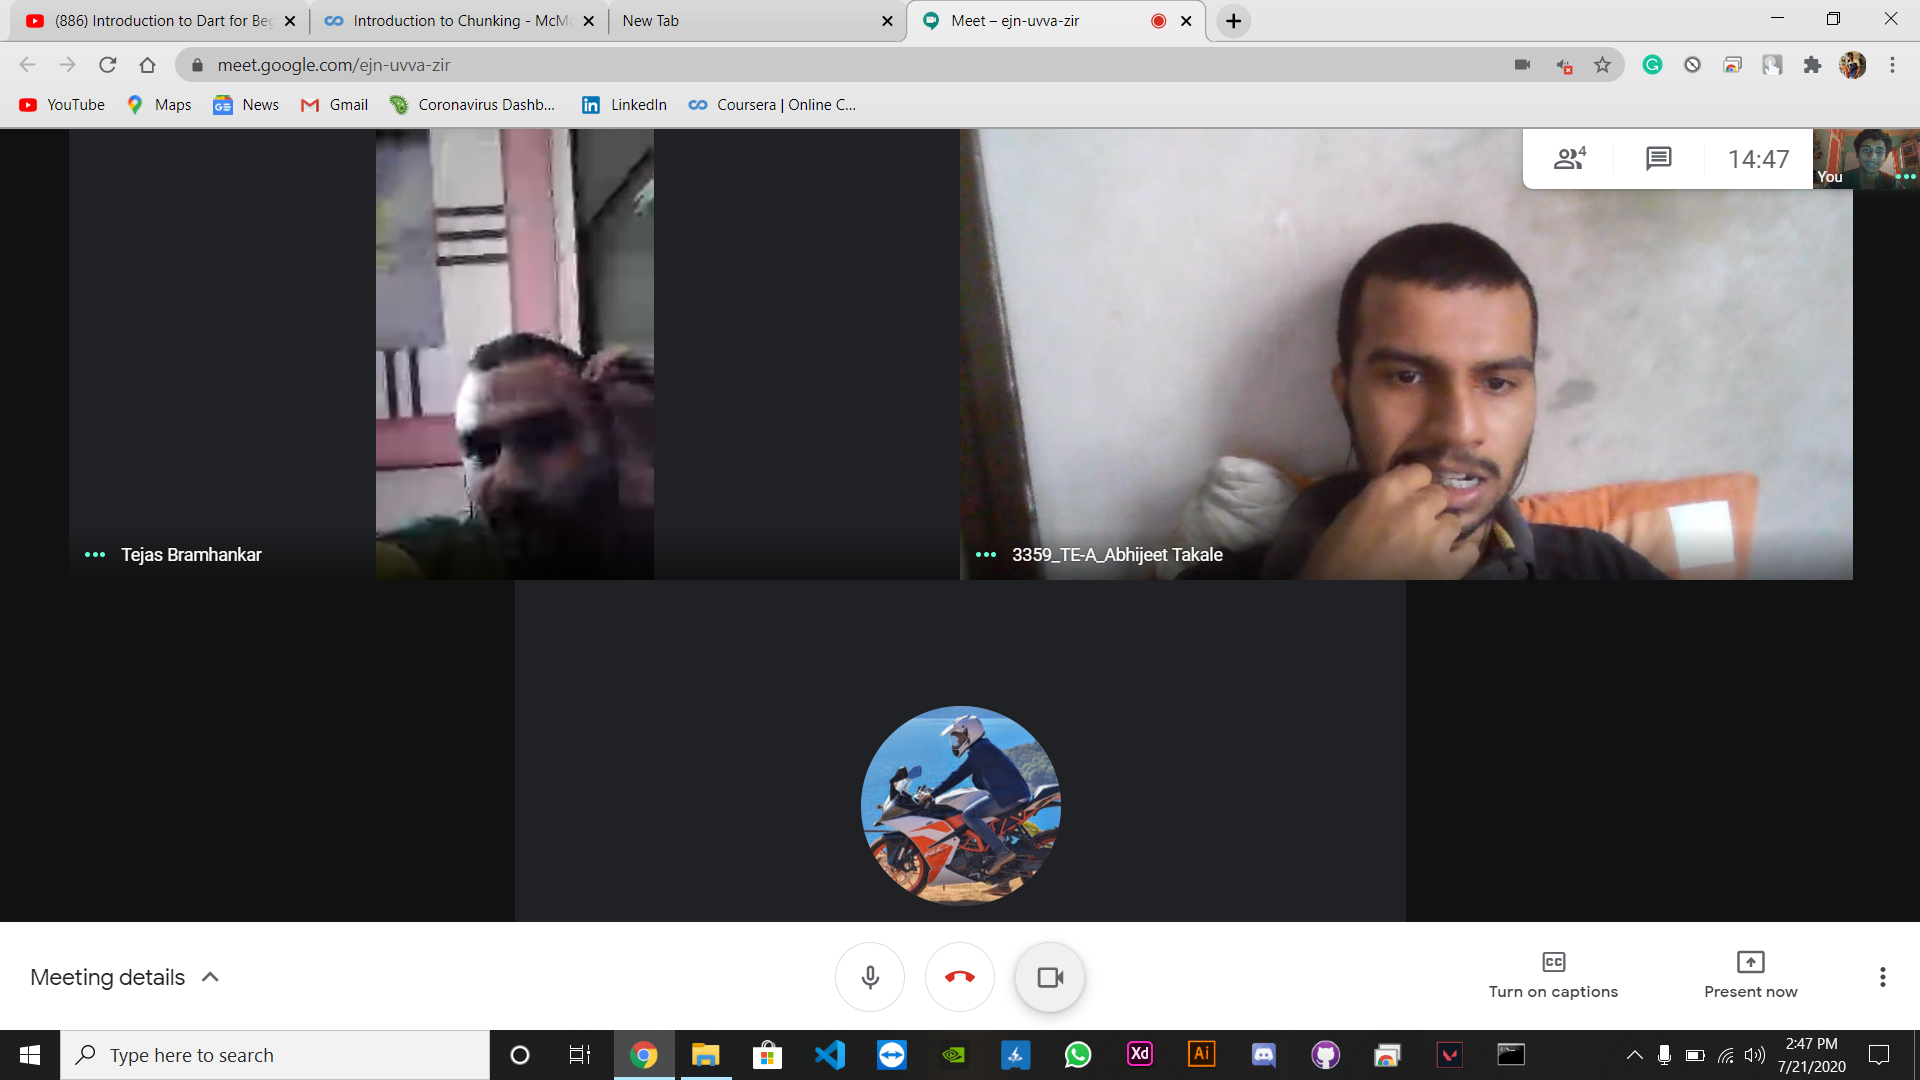 (886) Introduction to Dart for Beg
Introduction to Chunking - McMa
New Tab
Meet – ejn-uvva-zir
meet.google.com/ejn-uvva-zir
YouTube
Maps
News
Gmail
Coronavirus Dashb...
LinkedIn
Coursera | Online C...
4
14:47
You
Tejas Bramhankar
3359_TE-A_Abhijeet Takale
Meeting details
Turn on captions
Present now
Type here to search
Xd
Ai
2:47 PM
7/21/2020